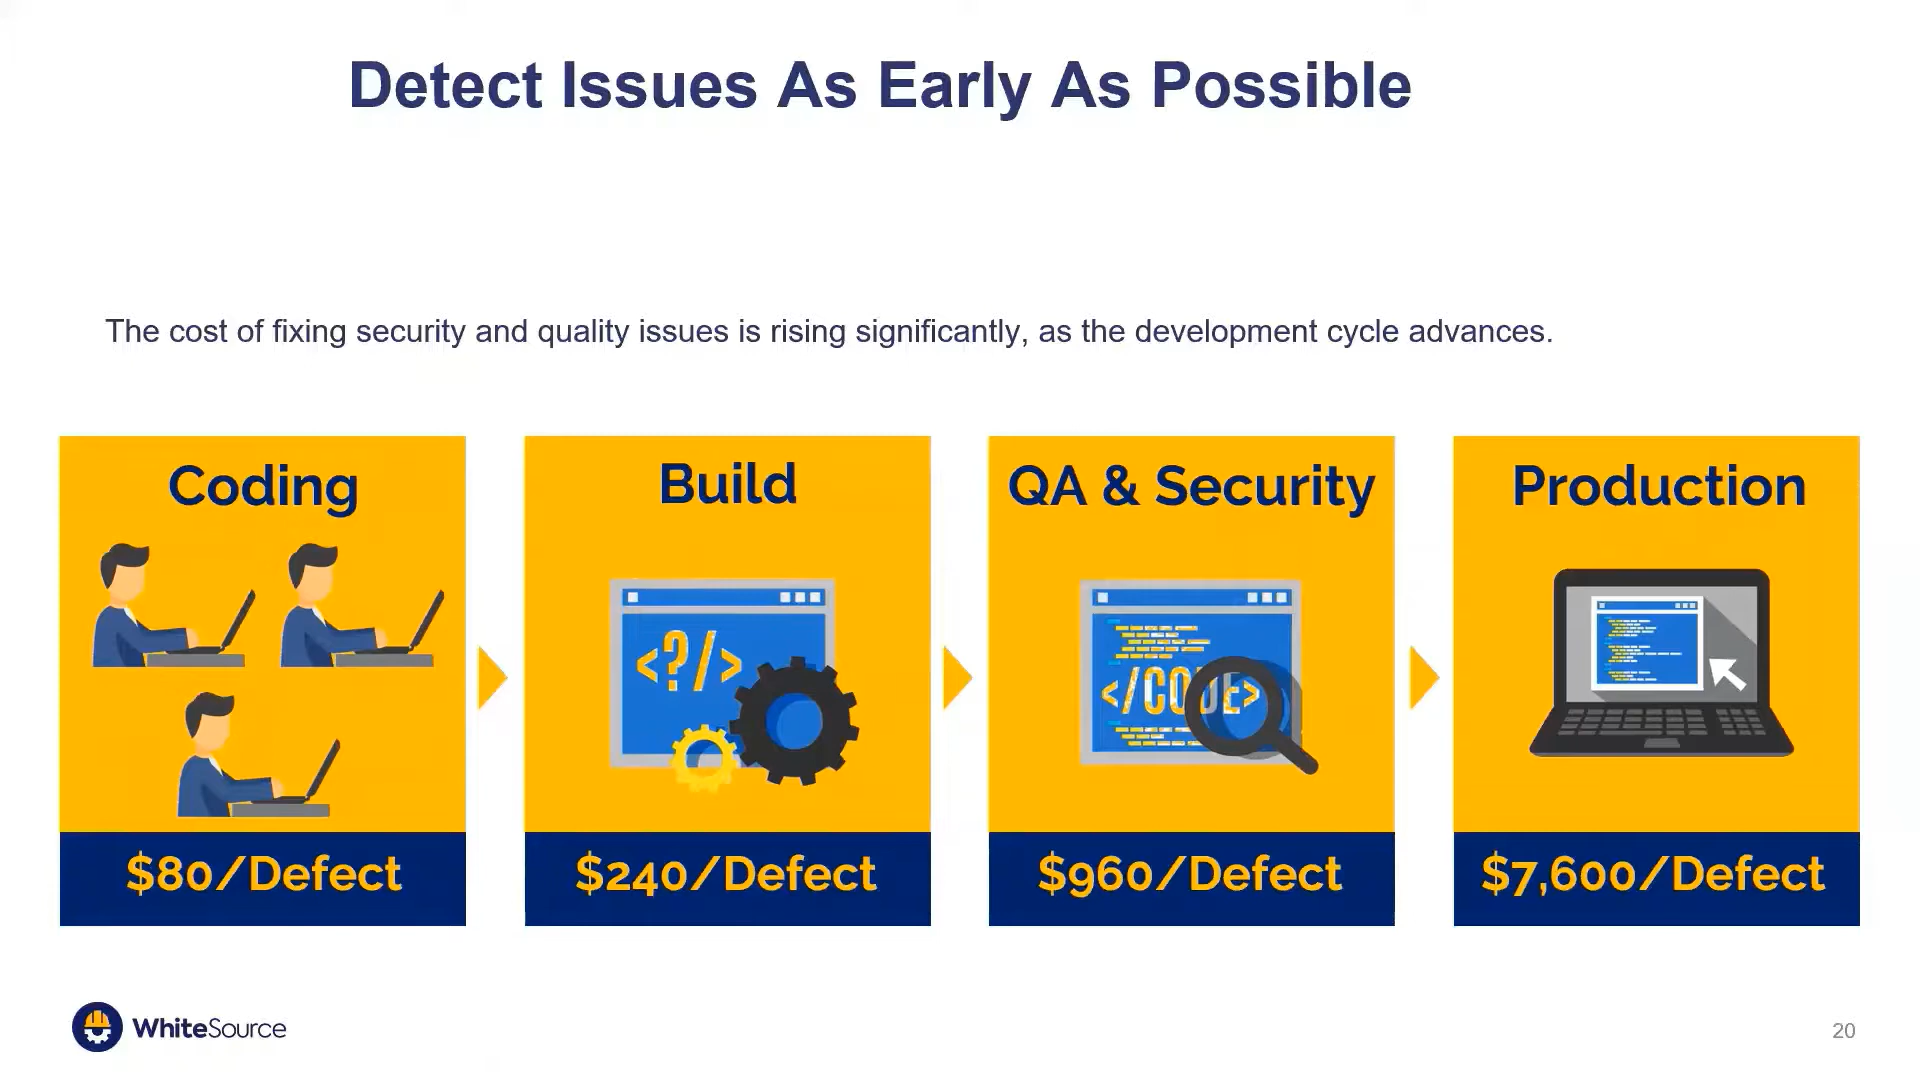 Detect Issues As Early As Possible
The cost of fixing security and quality issues is rising significantly, as the development cycle advances.
Coding
Build
QA & Security
Production
<?/>
</CODE>
$80/Defect
$240/Defect
$960/Defect
$7,600/Defect
WhiteSource
20